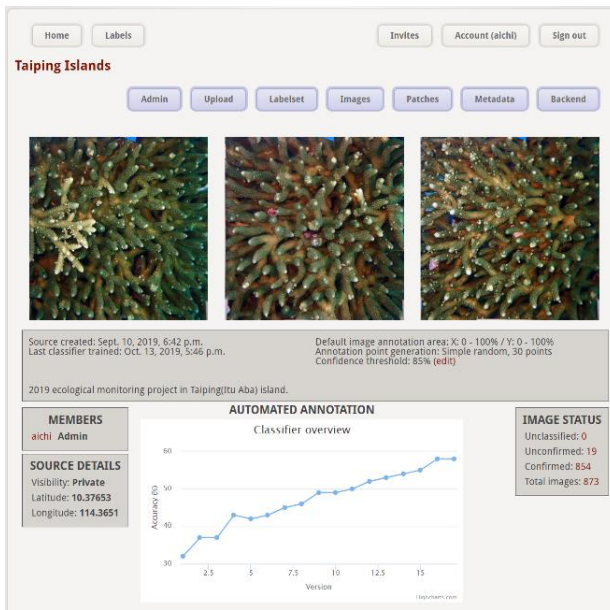 Home Labels Invites Account (aichi) Sign out
Taiping Islands
Admin Upload Labelset Images Patches Metadata Backend
Source created: Sept. 10, 2019, 6:42 p.m.
Last classifier trained: Oct. 13, 2019, 5:46 p.m.
Default image annotation area: X: 0 - 100% / Y: 0 - 100%
Annotation point generation: Simple random, 30 points
Confidence threshold: 85% (edit)
2019 ecological monitoring project in Taiping(Itu Aba) island.
MEMBERS
aichi Admin
SOURCE DETAILS
Visibility: Private
Latitude: 10.37653
Longitude: 114.3651
AUTOMATED ANNOTATION
Classifier overview
Accuracy (%)
60
50
40
30
2.5 5 7.5 10 12.5 15
Version
Highcharts.com
IMAGE STATUS
Unclassified: 0
Unconfirmed: 19
Confirmed: 854
Total images: 873